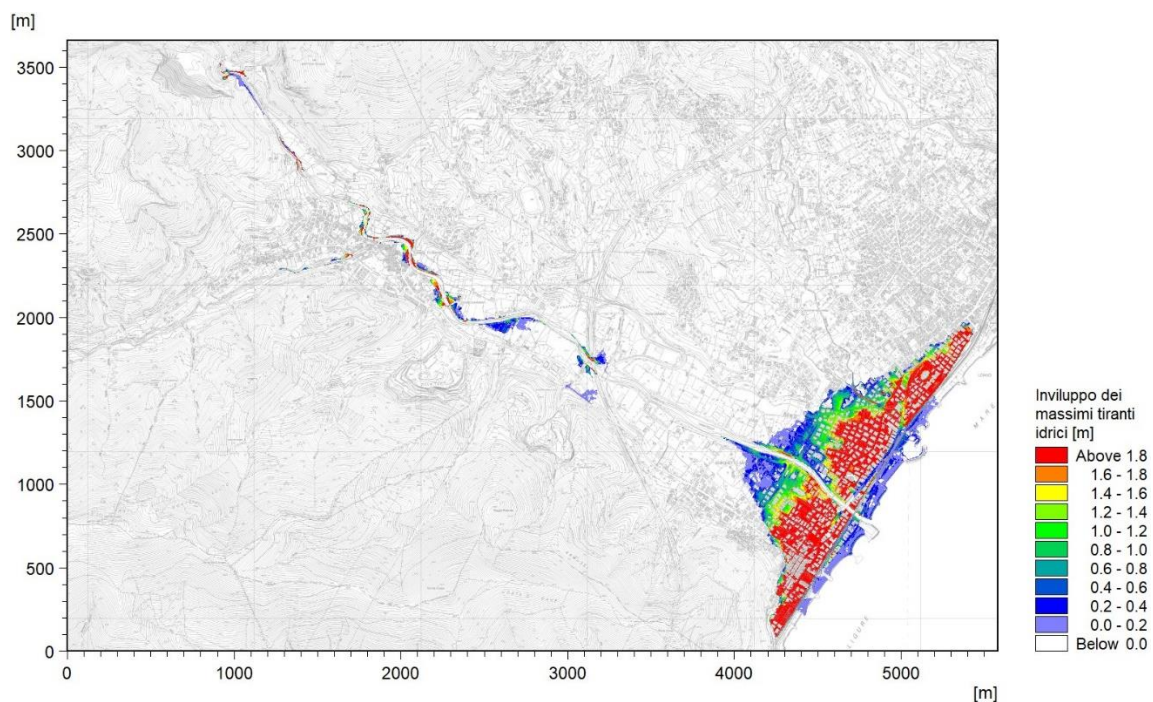 [m]
3500
3000
2500
2000
1500
1000
500
0
0
1000
2000
3000
4000
5000
[m]
Inviluppo dei
massimi tiranti
idrici [m]
Above 1.8
1.6 - 1.8
1.4 - 1.6
1.2 - 1.4
1.0 - 1.2
0.8 - 1.0
0.6 - 0.8
0.4 - 0.6
0.2 - 0.4
0.0 - 0.2
Below 0.0
MARE
LIGURE